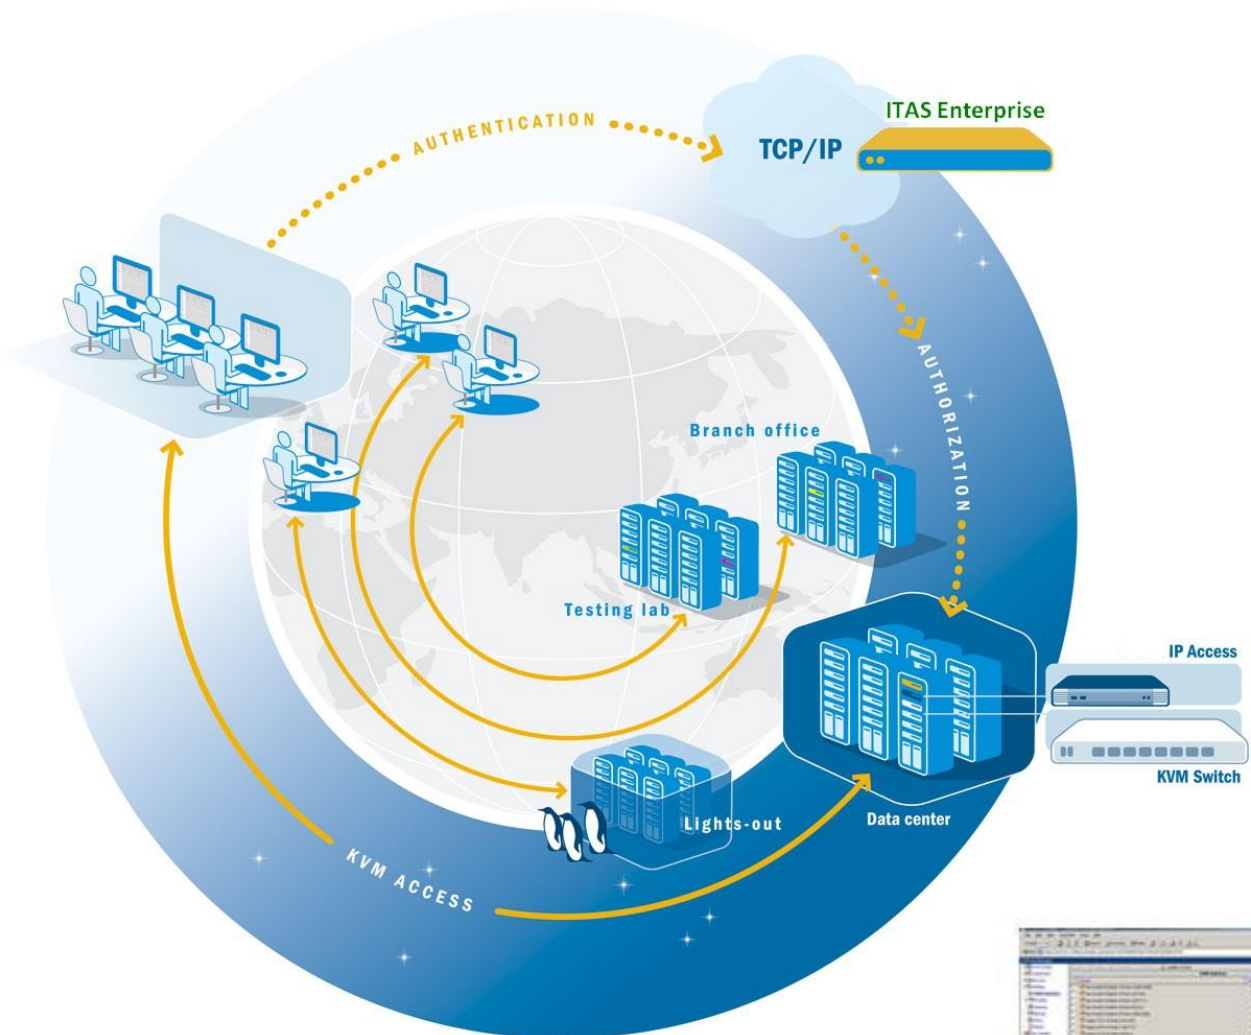 ITAS Enterprise
AUTHENTICATION
TCP/IP
AUTHORIZATION
Branch office
Testing lab
IP Access
KVM Switch
Data center
Lights-out
KVM ACCESS